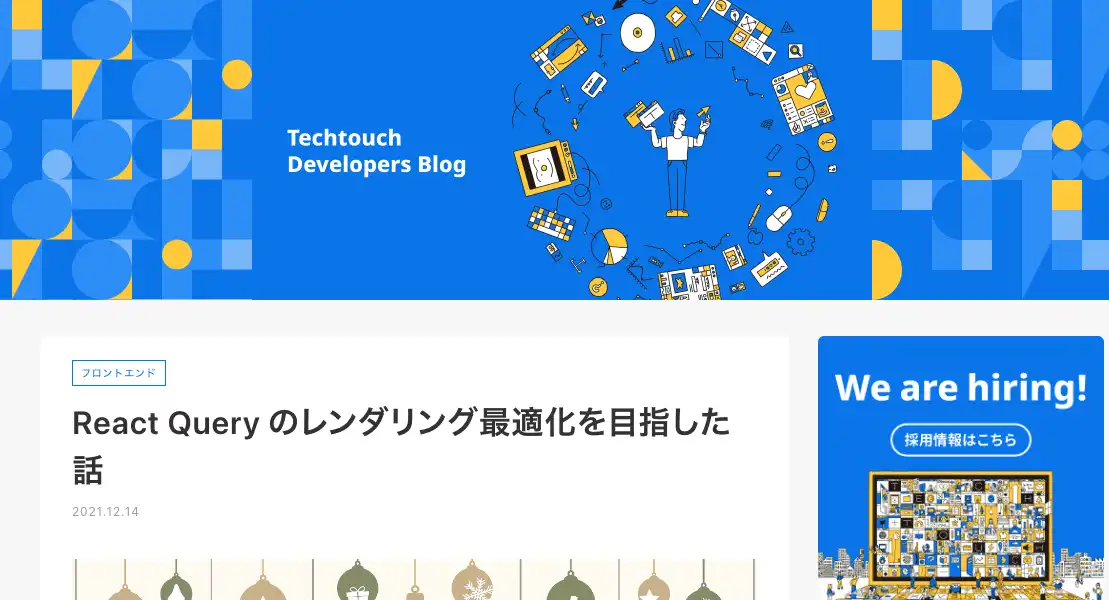 Techtouch
Developers Blog
フロントエンド
React Query のレンダリング最適化を目指した
話
2021.12.14
We are hiring!
採用情報はこちら